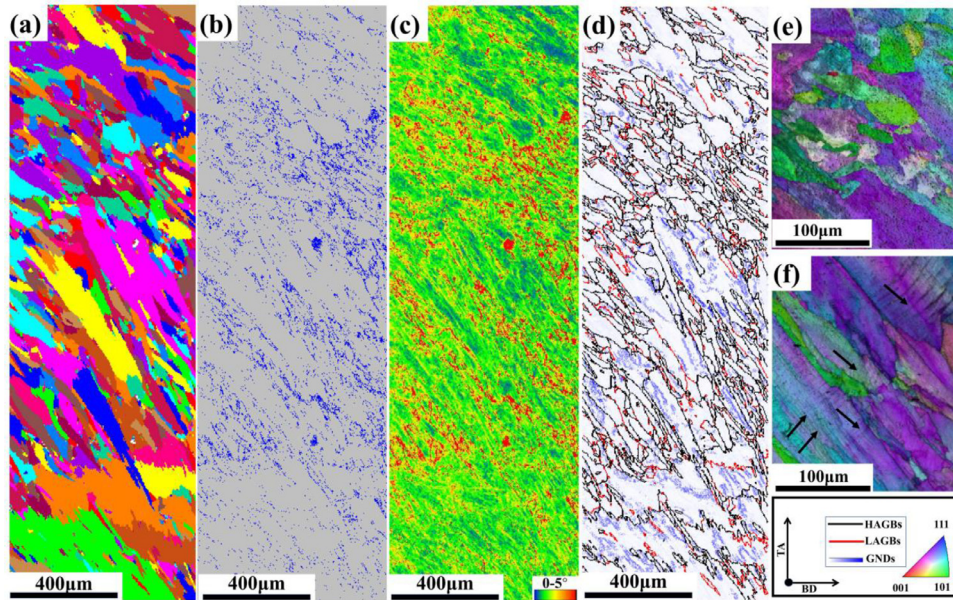 (a)
(b)
(c)
(d)
(e)
100μm
(f)
100μm
400μm
400μm
400μm
0-5°
400μm
TA
BD
HAGBs
LAGBs
GNDs
111
001
101